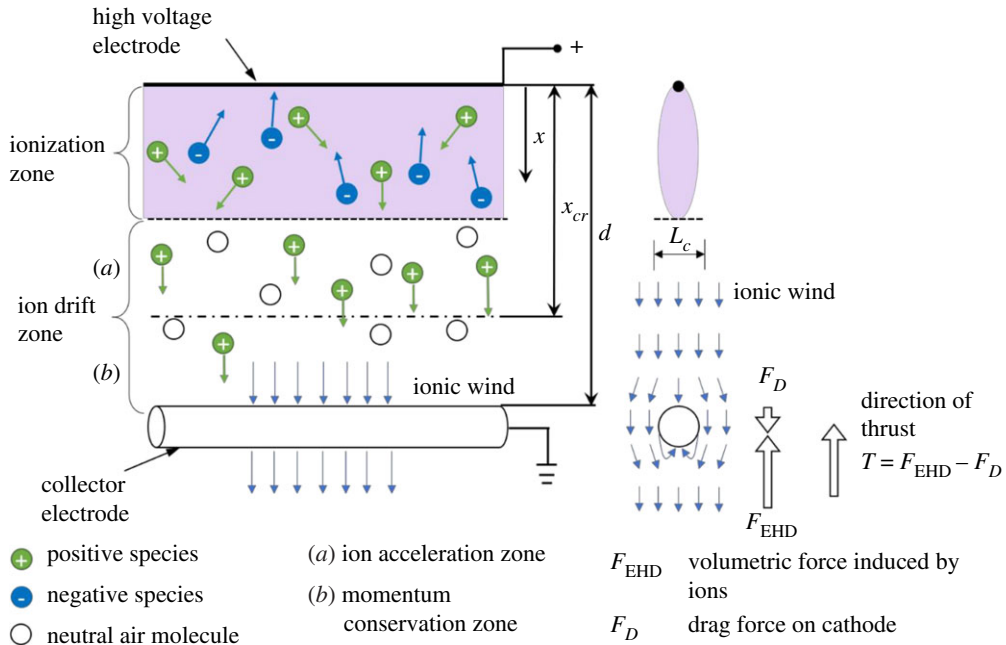 high voltage
electrode
+
ionization
zone
x
x_cr
d
L_c
(a)
ion drift
zone
(b)
ionic wind
ionic wind
F_D
direction of
thrust
T = F_EHD – F_D
F_EHD
collector
electrode
+ positive species
- negative species
neutral air molecule
(a) ion acceleration zone
(b) momentum
conservation zone
F_EHD volumetric force induced by
ions
F_D drag force on cathode